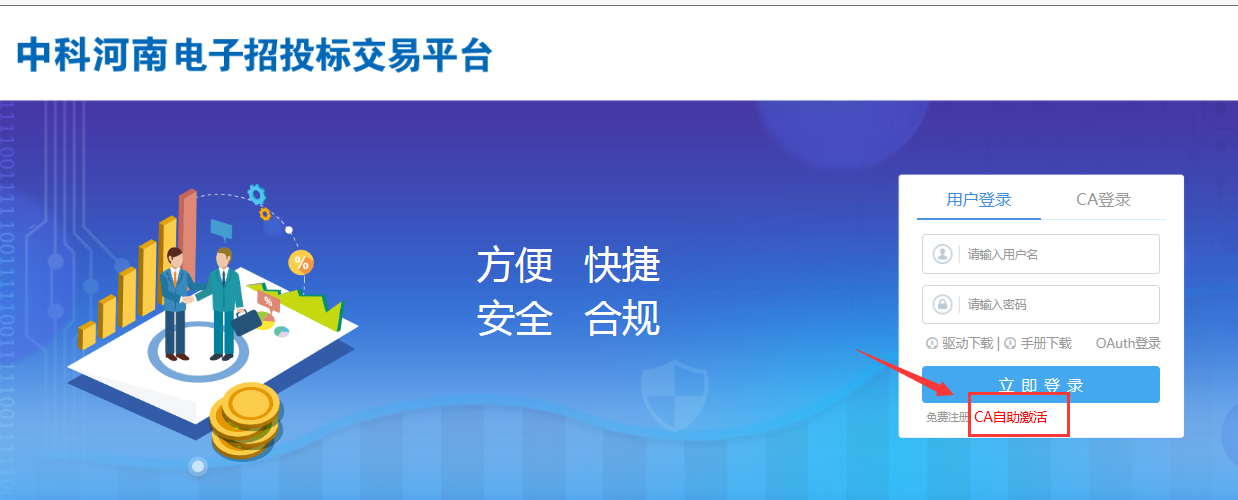 中科河南电子招投标交易平台
用户登录 CA登录
请输入用户名
方便 快捷
请输入密码
安全 合规
驱动下载 | 手册下载 OAuth登录
立即登录
免费注册 CA自助激活
%
%